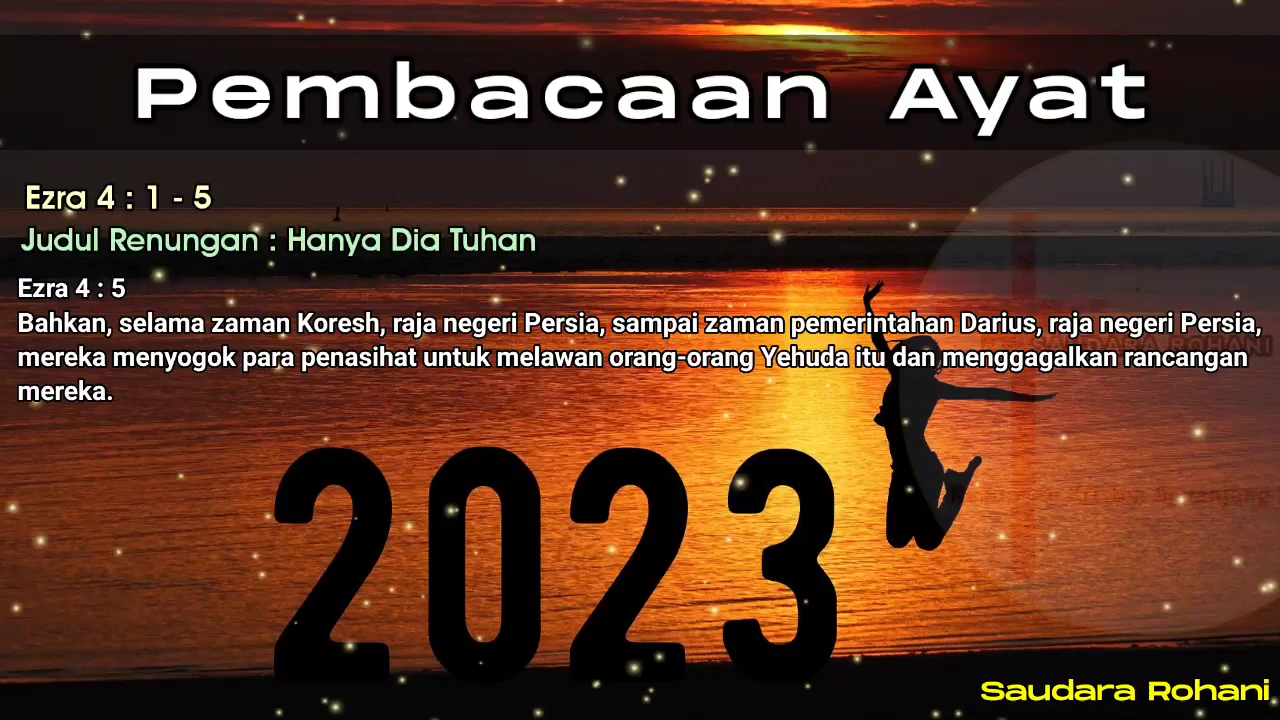 Pembacaan Ayat
Ezra 4 : 1 - 5
Judul Renungan : Hanya Dia Tuhan
Ezra 4 : 5
Bahkan, selama zaman Koresh, raja negeri Persia, sampai zaman pemerintahan Darius, raja negeri Persia,
mereka menyogok para penasihat untuk melawan orang-orang Yehuda itu dan menggagalkan rancangan
mereka.
SAUDARA ROHANI
2023
Saudara Rohani